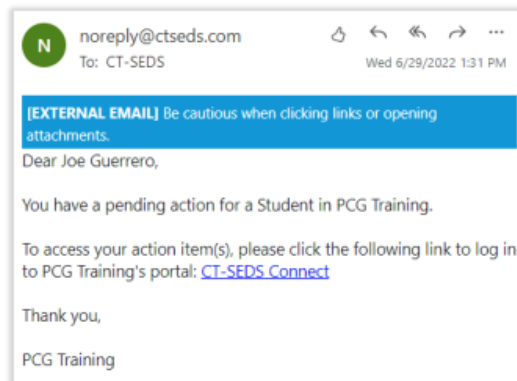 N
noreply@ctseds.com
To: CT-SEDS
Wed 6/29/2022 1:31 PM
[EXTERNAL EMAIL] Be cautious when clicking links or opening
attachments.
Dear Joe Guerrero,
You have a pending action for a Student in PCG Training.
To access your action item(s), please click the following link to log in
to PCG Training's portal: CT-SEDS Connect
Thank you,
PCG Training